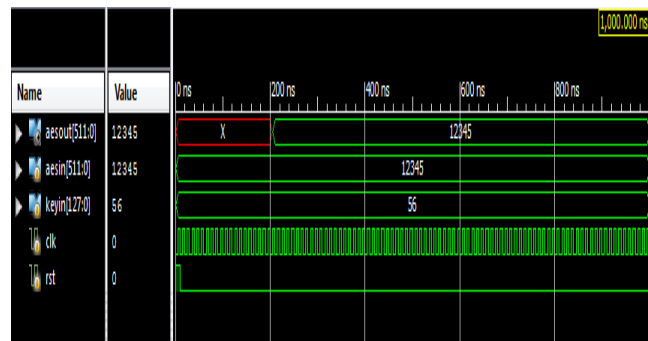 1,000.000 ns
Name Value 0 ns 200 ns 400 ns 600 ns 800 ns
aesout[511:0] 12345 X 12345
aesin[511:0] 12345 12345
keyin[127:0] 56 56
clk 0
rst 0